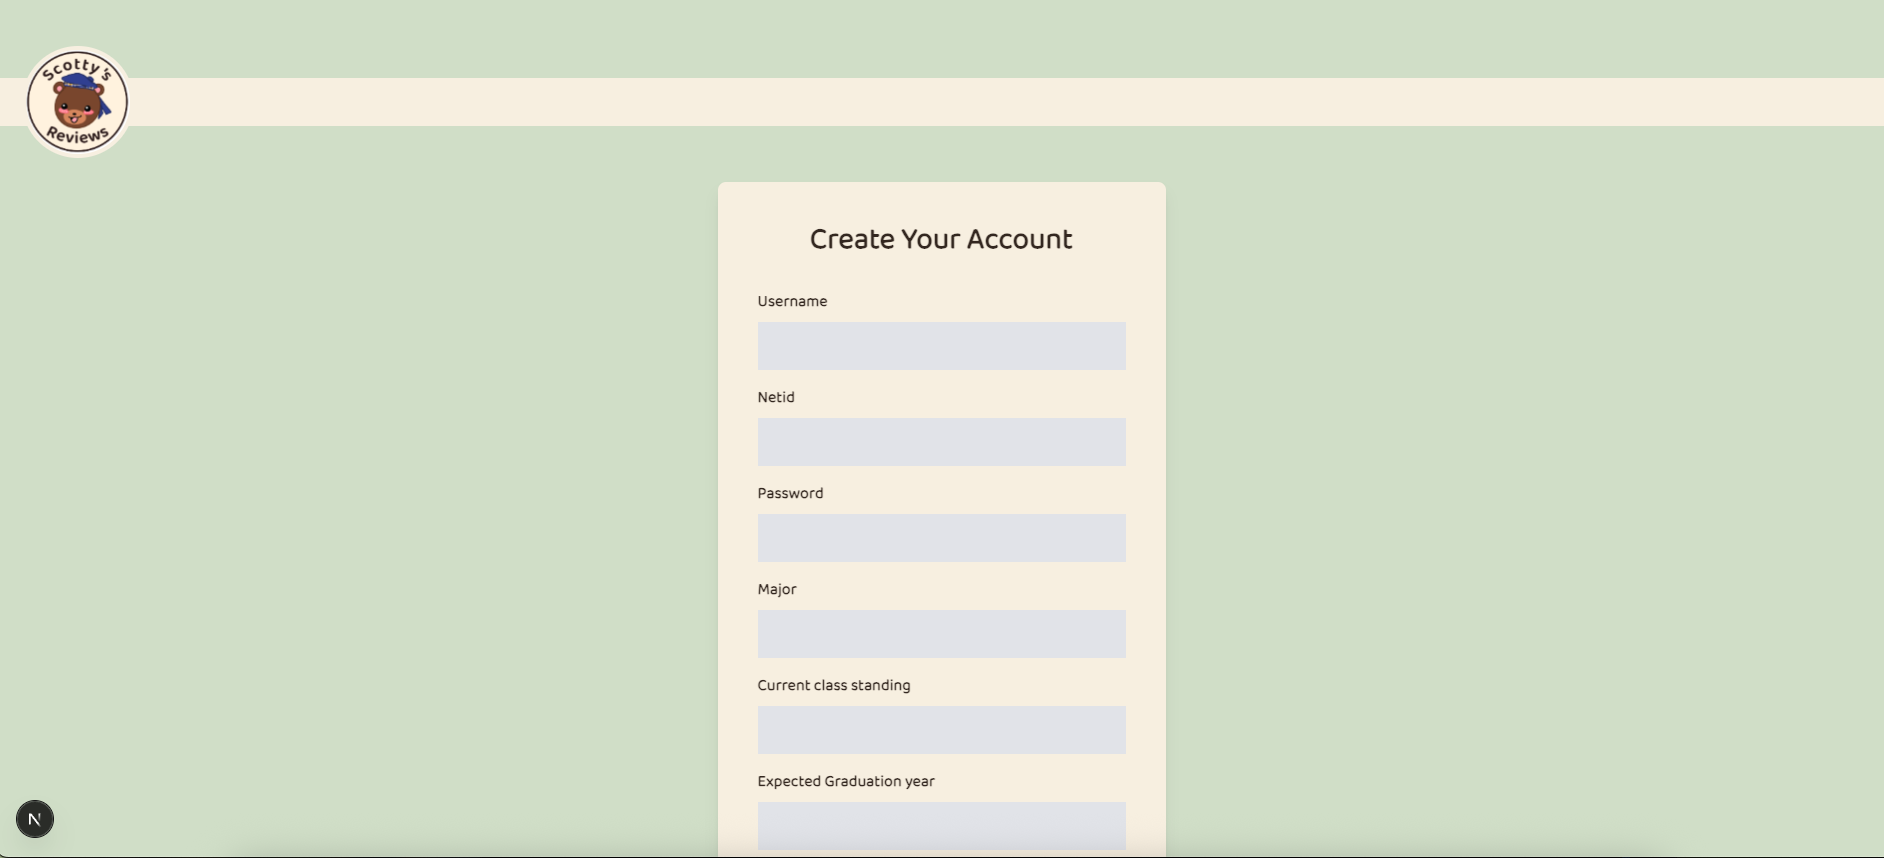 Scotty's
Reviews
Create Your Account
Username
Netid
Password
Major
Current class standing
Expected Graduation year
N